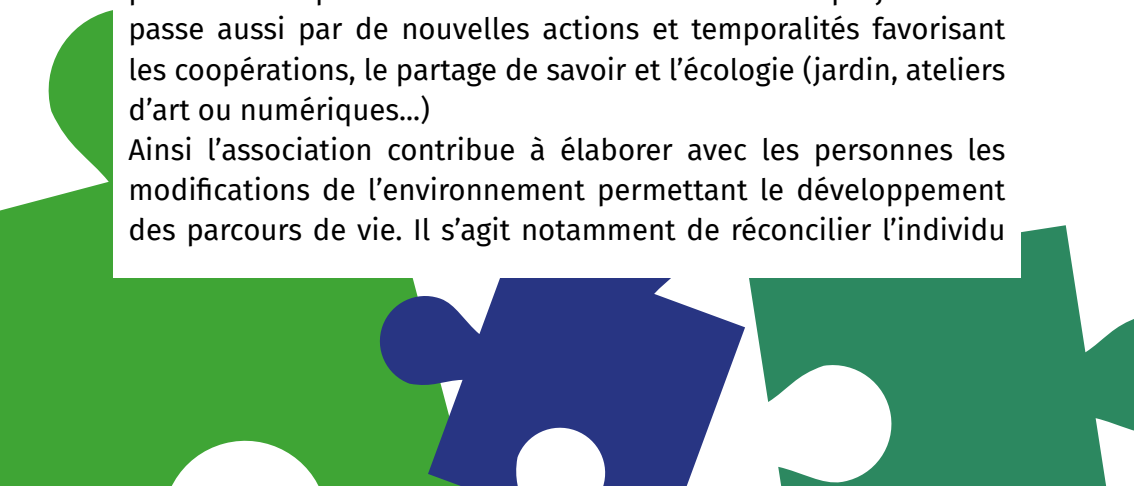 passe aussi par de nouvelles actions et temporalités favorisant
les coopérations, le partage de savoir et l’écologie (jardin, ateliers
d’art ou numériques...)
Ainsi l’association contribue à élaborer avec les personnes les
modifications de l’environnement permettant le développement
des parcours de vie. Il s’agit notamment de réconcilier l’individu